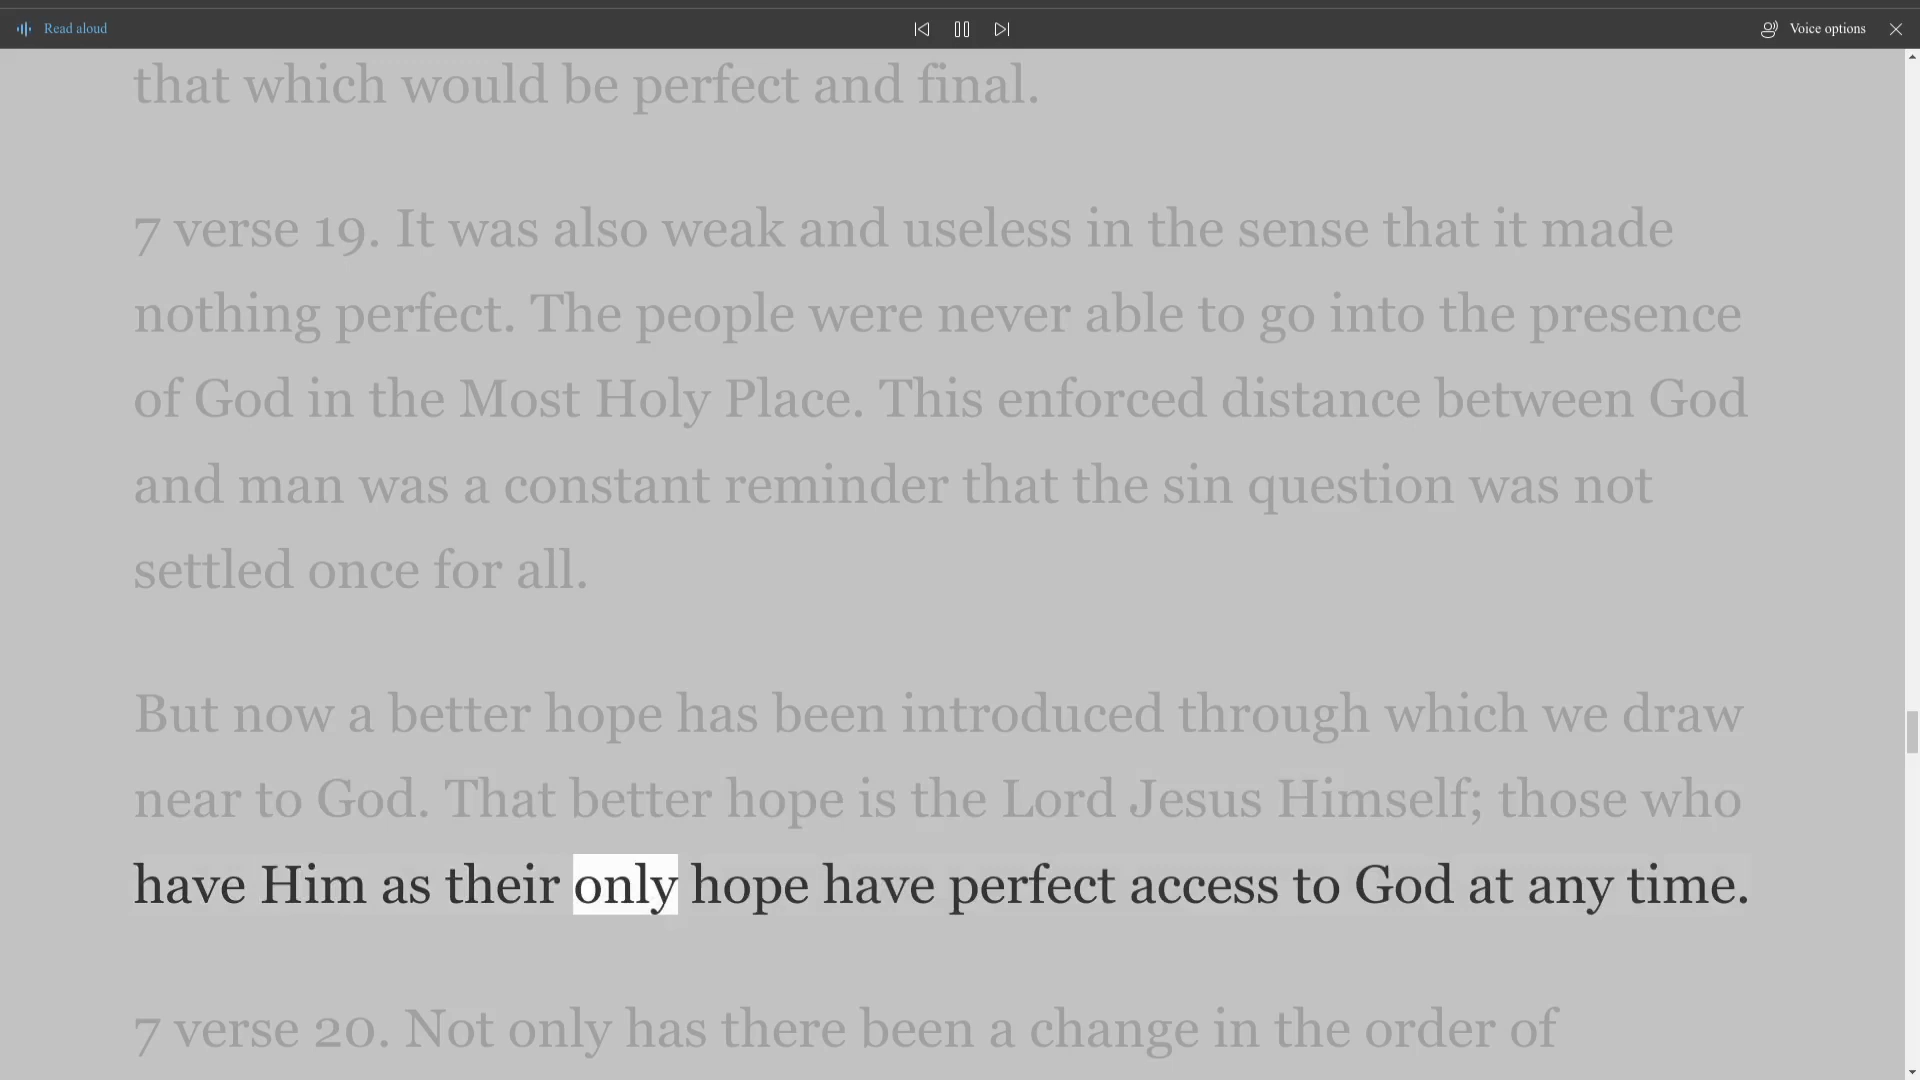 Read aloud
Voice options
that which would be perfect and final.
7 verse 19. It was also weak and useless in the sense that it made
nothing perfect. The people were never able to go into the presence
of God in the Most Holy Place. This enforced distance between God
and man was a constant reminder that the sin question was not
settled once for all.
But now a better hope has been introduced through which we draw
near to God. That better hope is the Lord Jesus Himself; those who
have Him as their only hope have perfect access to God at any time.
7 verse 20. Not only has there been a change in the order of